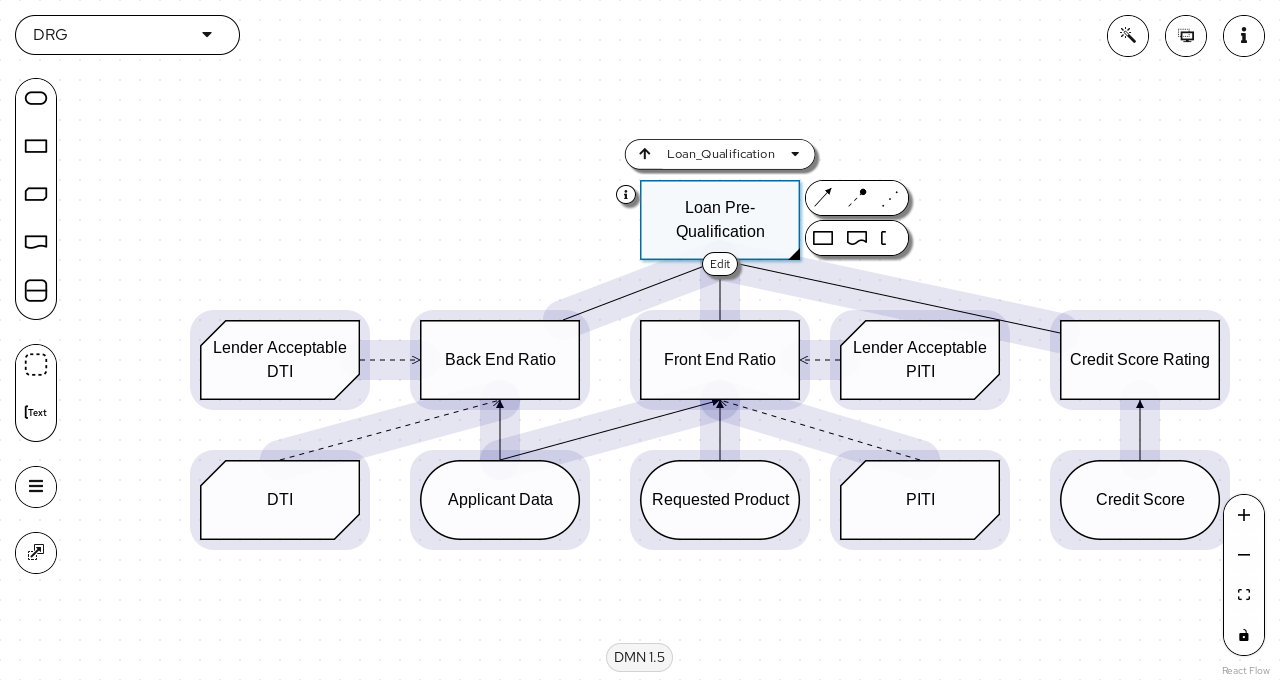 DRG
Loan_Qualification
Loan Pre-
Qualification
Edit
Lender Acceptable
DTI
Back End Ratio
Front End Ratio
Lender Acceptable
PITI
Credit Score Rating
Text
DTI
Applicant Data
Requested Product
PITI
Credit Score
DMN 1.5
React Flow